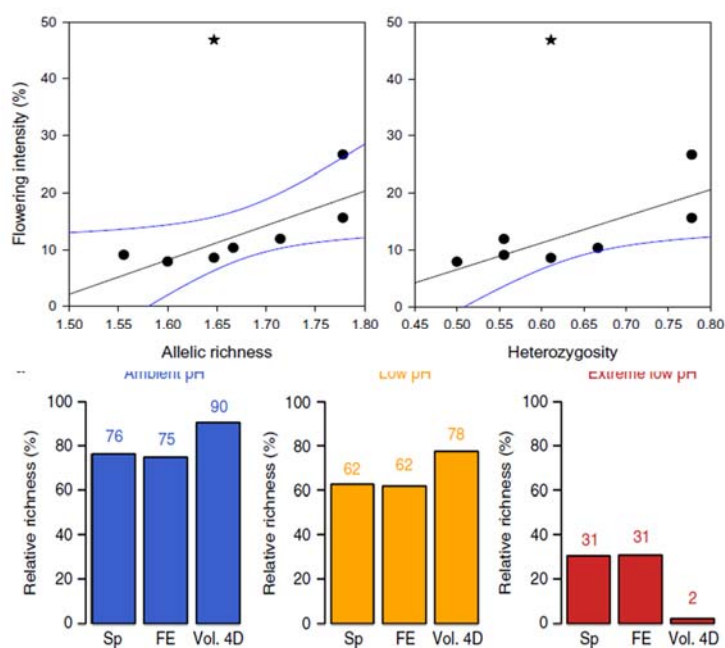 50
50
40
40
30
30
20
20
10
10
0
0
Flowering intensity (%)
1.50 1.55 1.60 1.65 1.70 1.75 1.80
0.45 0.50 0.55 0.60 0.65 0.70 0.75 0.80
Allelic richness
Heterozygosity
Ambient pH
Low pH
Extreme low pH
Relative richness (%)
100
80
60
40
20
0
76
75
90
Sp FE Vol. 4D
Relative richness (%)
100
80
60
40
20
0
62
62
78
Sp FE Vol. 4D
Relative richness (%)
100
80
60
40
20
0
31
31
2
Sp FE Vol. 4D